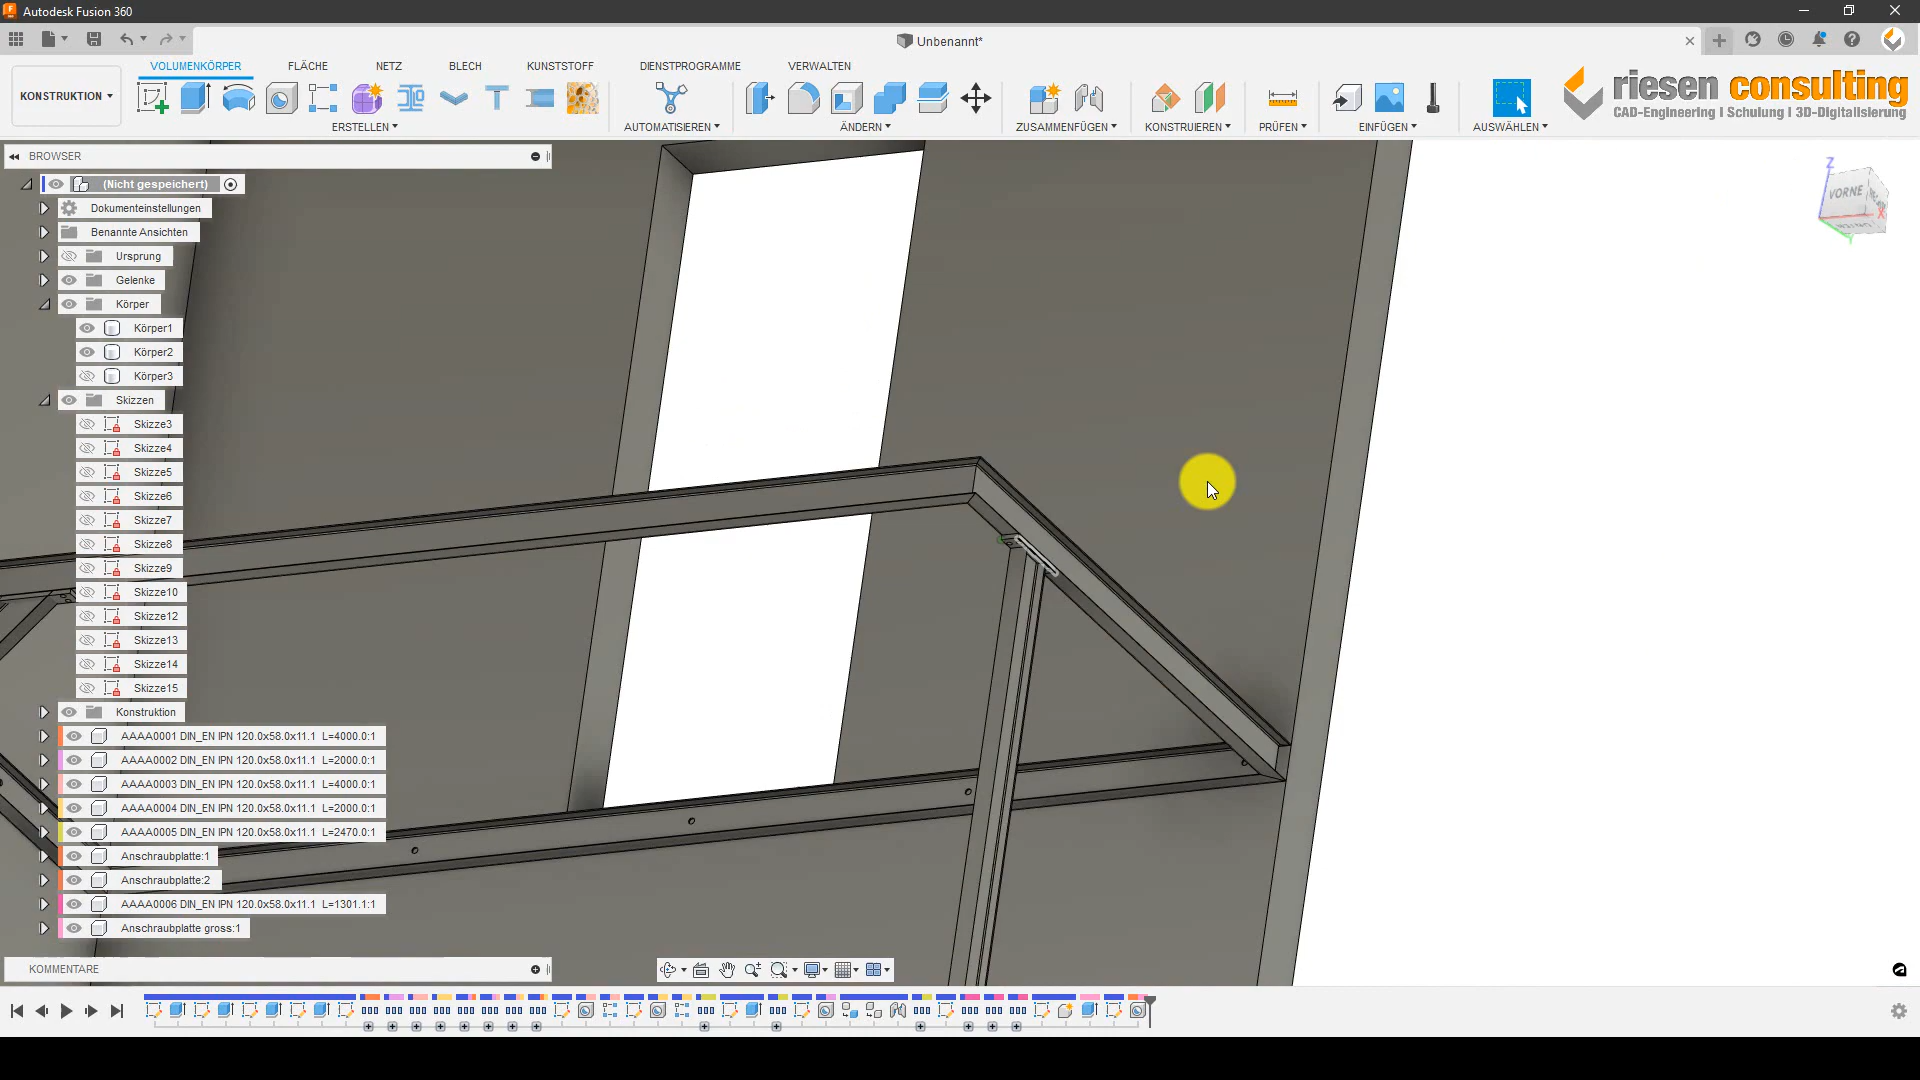 Autodesk Fusion 360
Unbenannt*
KONSTRUKTION
VOLUMENKÖRPER
FLÄCHE
NETZ
BLECH
KUNSTSTOFF
DIENSTPROGRAMME
VERWALTEN
ERSTELLEN
AUTOMATISIEREN
ÄNDERN
ZUSAMMENFÜGEN
KONSTRUIEREN
PRÜFEN
EINFÜGEN
AUSWÄHLEN
riesen consulting
CAD-Engineering I Schulung I 3D-Digitalisierung
BROWSER
(Nicht gespeichert)
Dokumenteinstellungen
Benannte Ansichten
Ursprung
Gelenke
Körper
Körper1
Körper2
Körper3
Skizzen
Skizze3
Skizze4
Skizze5
Skizze6
Skizze7
Skizze8
Skizze9
Skizze10
Skizze12
Skizze13
Skizze14
Skizze15
Konstruktion
AAAA0001 DIN_EN IPN 120.0x58.0x11.1 L=4000.0:1
AAAA0002 DIN_EN IPN 120.0x58.0x11.1 L=2000.0:1
AAAA0003 DIN_EN IPN 120.0x58.0x11.1 L=4000.0:1
AAAA0004 DIN_EN IPN 120.0x58.0x11.1 L=2000.0:1
AAAA0005 DIN_EN IPN 120.0x58.0x11.1 L=2470.0:1
Anschraubplatte:1
Anschraubplatte:2
AAAA0006 DIN_EN IPN 120.0x58.0x11.1 L=1301.1:1
Anschraubplatte gross:1
KOMMENTARE
Z
VORNE
X
Y